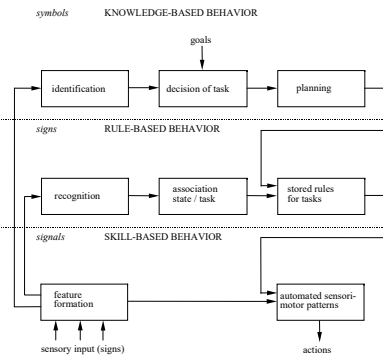 symbols KNOWLEDGE-BASED BEHAVIOR
goals
identification
decision of task
planning
signs RULE-BASED BEHAVIOR
recognition
association
state / task
stored rules
for tasks
signals SKILL-BASED BEHAVIOR
feature
formation
automated sensori-
motor patterns
sensory input (signs)
actions